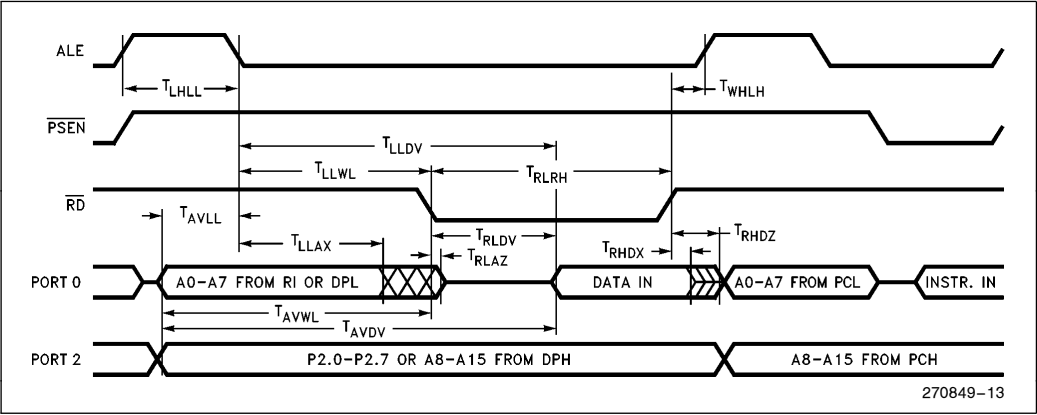 ALE
TLHLL
TWHLH
PSEN
TLLDV
TLLWL
TRLRH
RD
TAVLL
TLLAX
TRLDV
TRLAZ
TRHDX
TRHDZ
PORT 0
A0–A7 FROM RI OR DPL
DATA IN
A0–A7 FROM PCL
INSTR. IN
TAVWL
TAVDV
PORT 2
P2.0–P2.7 OR A8–A15 FROM DPH
A8–A15 FROM PCH
270849–13